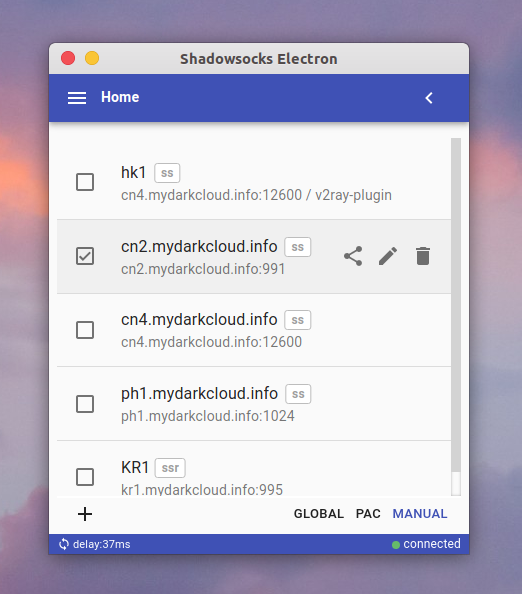 Shadowsocks Electron
Home
hk1 ss
cn4.mydarkcloud.info:12600 / v2ray-plugin
cn2.mydarkcloud.info ss
cn2.mydarkcloud.info:991
cn4.mydarkcloud.info ss
cn4.mydarkcloud.info:12600
ph1.mydarkcloud.info ss
ph1.mydarkcloud.info:1024
KR1 ssr
kr1.mydarkcloud.info:995
GLOBAL PAC MANUAL
delay:37ms connected